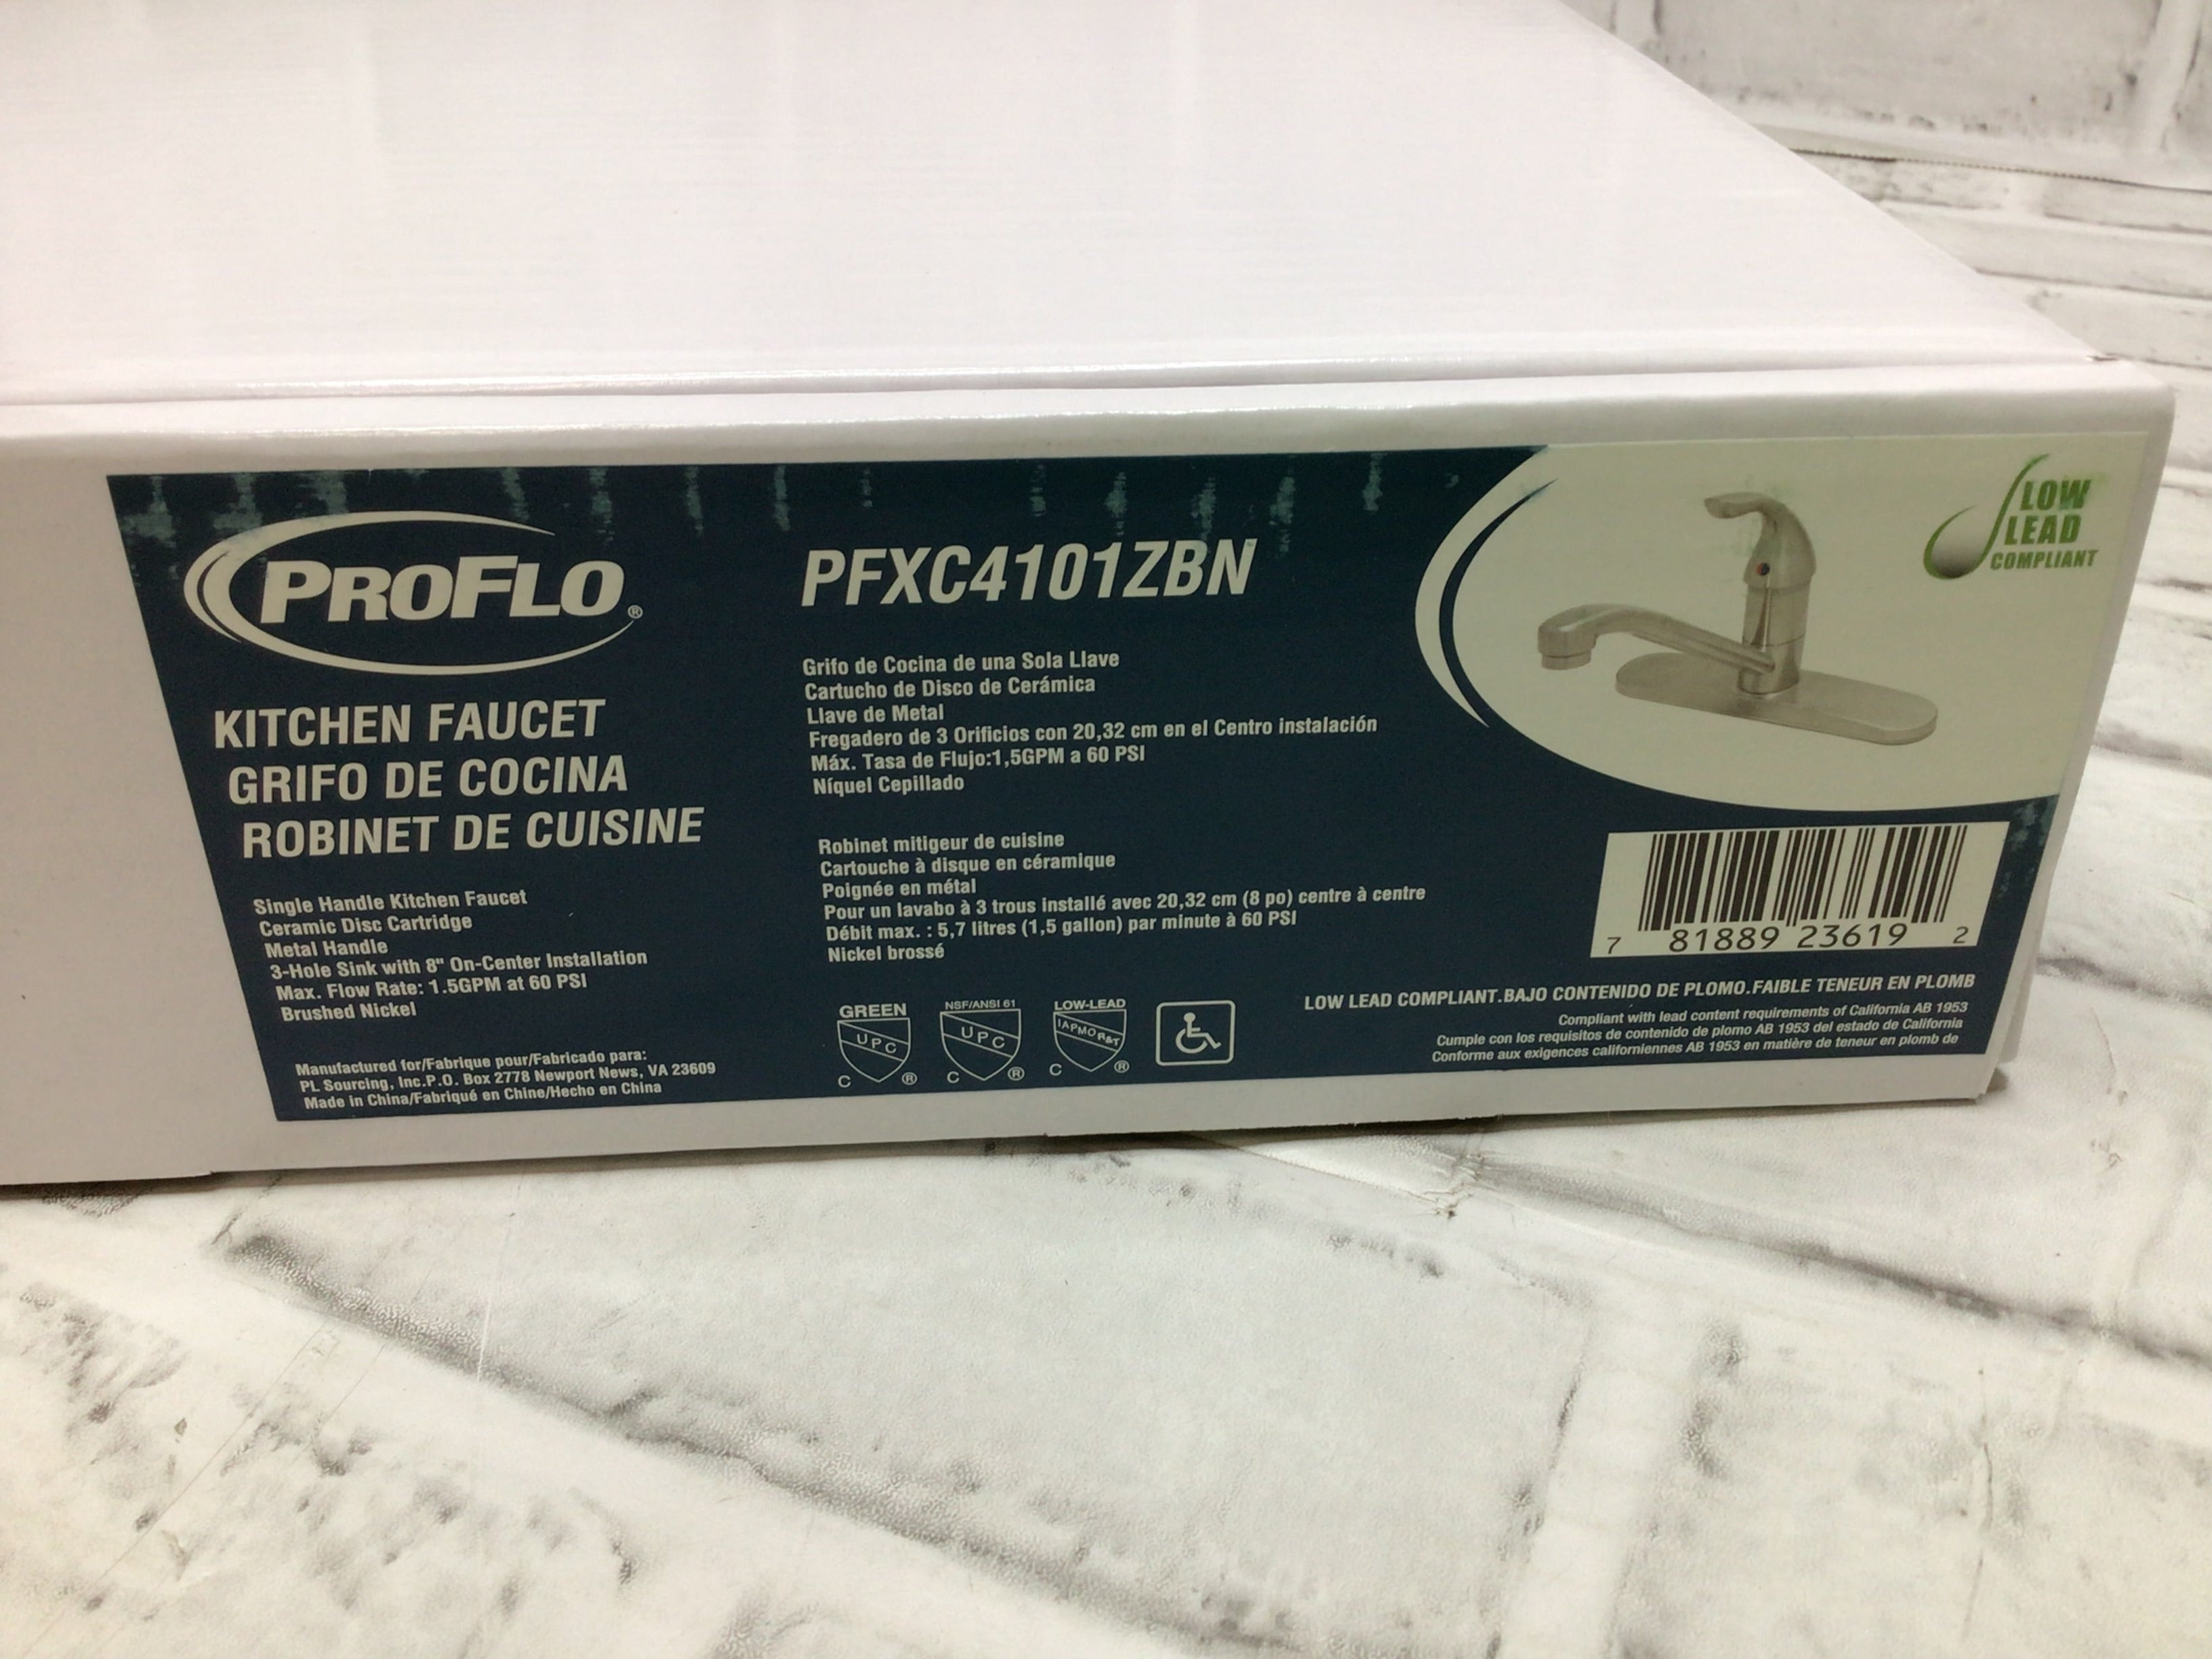 PROFLO®
KITCHEN FAUCET
GRIFO DE COCINA
ROBINET DE CUISINE
Single Handle Kitchen Faucet
Ceramic Disc Cartridge
Metal Handle
3-Hole Sink with 8" On-Center Installation
Max. Flow Rate: 1.5GPM at 60 PSI
Brushed Nickel
Manufactured for/Fabrique pour/Fabricado para:
PL Sourcing, Inc.P.O. Box 2778 Newport News, VA 23609
Made in China/Fabriqué en Chine/Hecho en China
PFXC4101ZBN
Grifo de Cocina de una Sola Llave
Cartucho de Disco de Cerámica
Llave de Metal
Fregadero de 3 Orificios con 20,32 cm en el Centro instalación
Máx. Tasa de Flujo:1,5GPM a 60 PSI
Níquel Cepillado
Robinet mitigeur de cuisine
Cartouche à disque en céramique
Poignée en métal
Pour un lavabo à 3 trous installé avec 20,32 cm (8 po) centre à centre
Débit max. : 5,7 litres (1,5 gallon) par minute à 60 PSI
Nickel brossé
GREEN
UPC
C ®
NSF/ANSI 61
UPC
C ®
LOW-LEAD
IAPMO R&T
C ®
LOW
LEAD
COMPLIANT
7 81889 23619 2
LOW LEAD COMPLIANT.BAJO CONTENIDO DE PLOMO.FAIBLE TENEUR EN PLOMB
Compliant with lead content requirements of California AB 1953
Cumple con los requisitos de contenido de plomo AB 1953 del estado de California
Conforme aux exigences californiennes AB 1953 en matière de teneur en plomb de